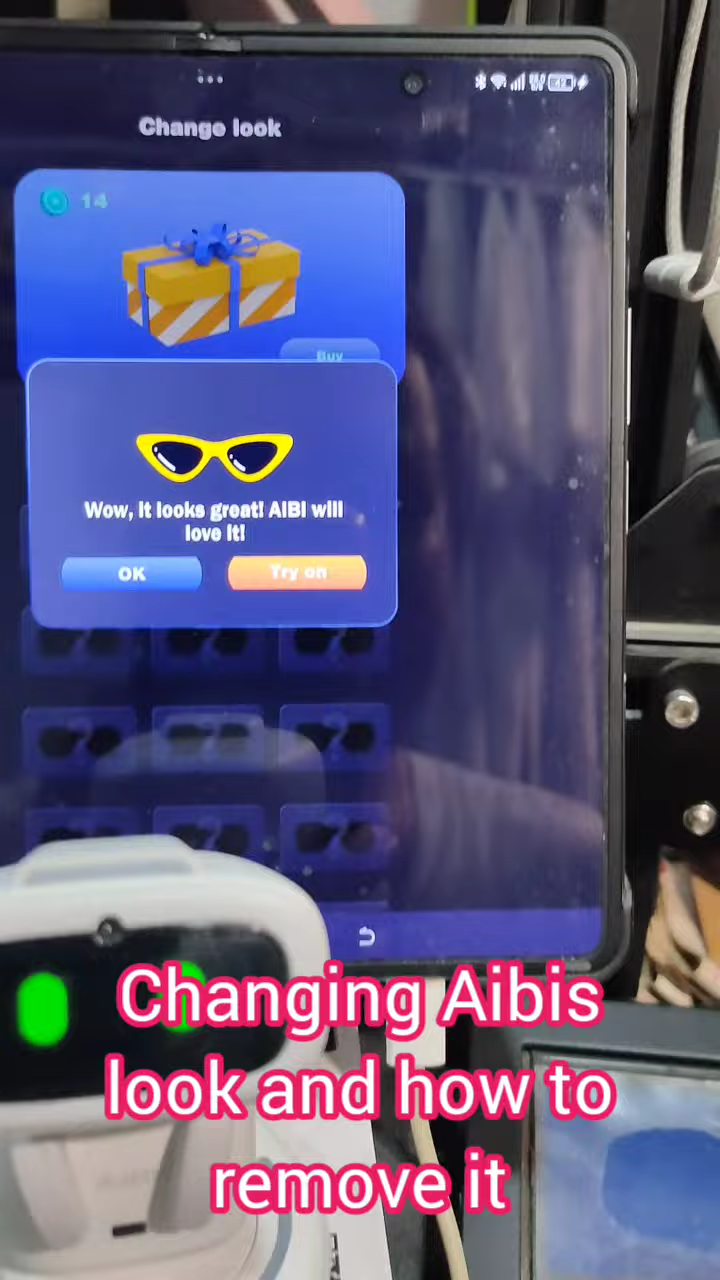 Change look
14
Buy
Wow, it looks great! AIBI will
love it!
OK
Try on
Changing Aibis
look and how to
remove it